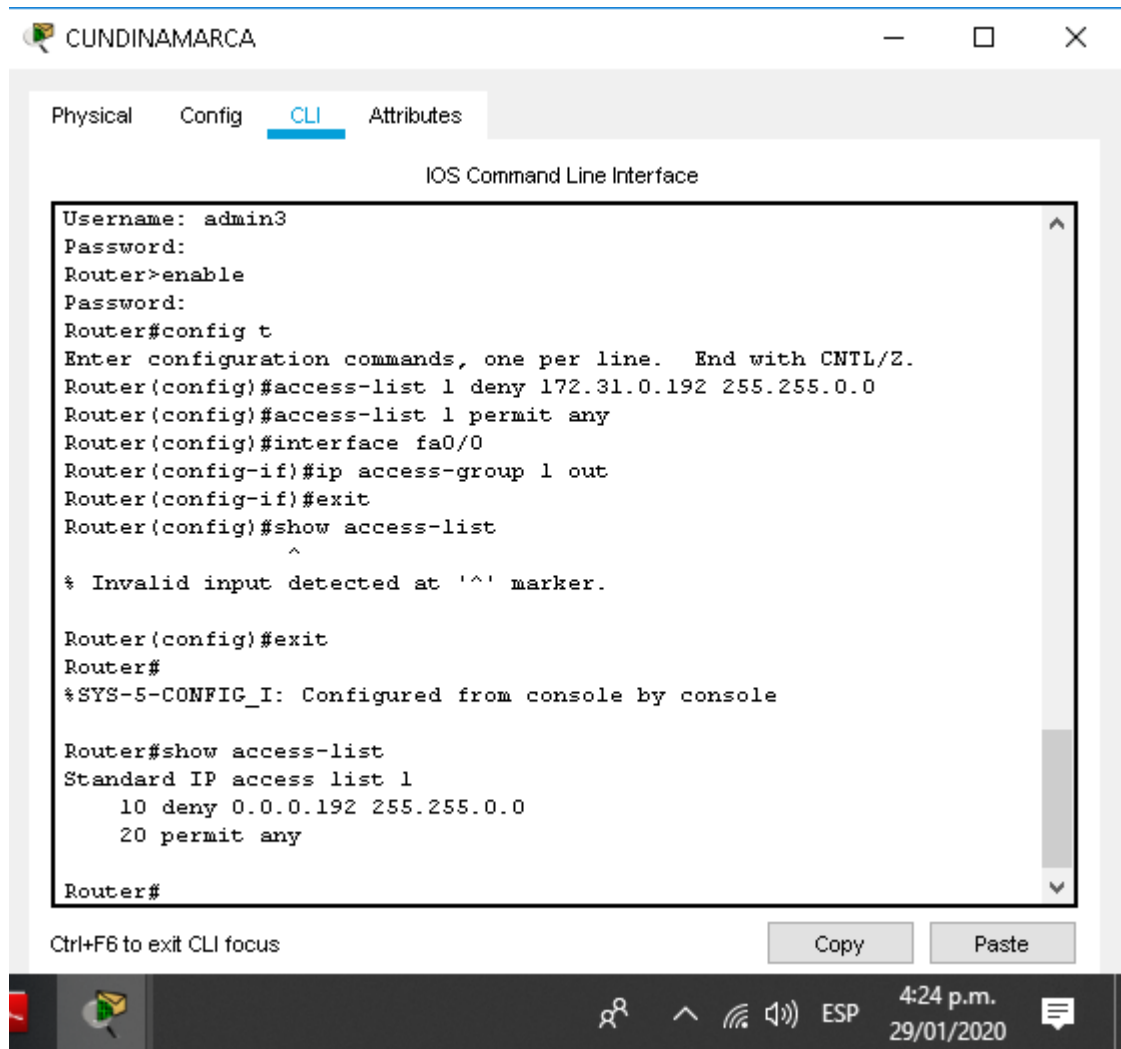 CUNDINAMARCA
Physical Config CLI Attributes
IOS Command Line Interface
Username: admin3
Password:
Router>enable
Password:
Router#config t
Enter configuration commands, one per line.  End with CNTL/Z.
Router(config)#access-list 1 deny 172.31.0.192 255.255.0.0
Router(config)#access-list 1 permit any
Router(config)#interface fa0/0
Router(config-if)#ip access-group 1 out
Router(config-if)#exit
Router(config)#show access-list
^
% Invalid input detected at '^' marker.
Router(config)#exit
Router#
%SYS-5-CONFIG_I: Configured from console by console
Router#show access-list
Standard IP access list 1
10 deny 0.0.0.192 255.255.0.0
20 permit any
Router#
Ctrl+F6 to exit CLI focus
Copy Paste
ESP
4:24 p.m.
29/01/2020